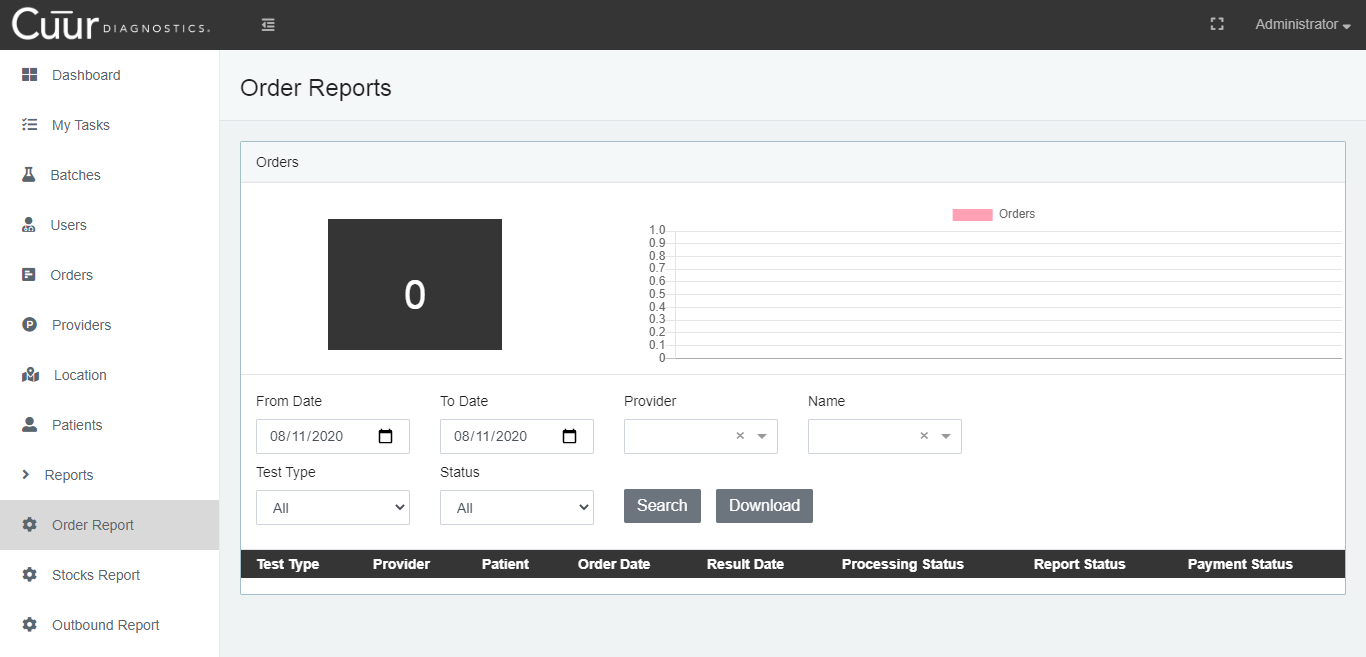 Cuūr DIAGNOSTICS.
Administrator
Dashboard
My Tasks
Batches
Users
Orders
Providers
Location
Patients
Reports
Order Report
Stocks Report
Outbound Report
Order Reports
Orders
0
Orders
1.0
0.9
0.8
0.7
0.6
0.5
0.4
0.3
0.2
0.1
0
From Date To Date Provider Name
08/11/2020 08/11/2020 × ×
Test Type Status
All All Search Download
Test Type Provider Patient Order Date Result Date Processing Status Report Status Payment Status